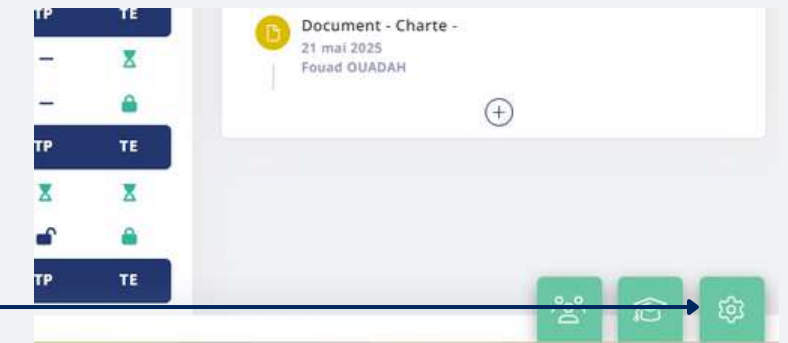 TP TE
Document - Charte -
21 mai 2025
Fouad OUADAH
TP TE
TP TE